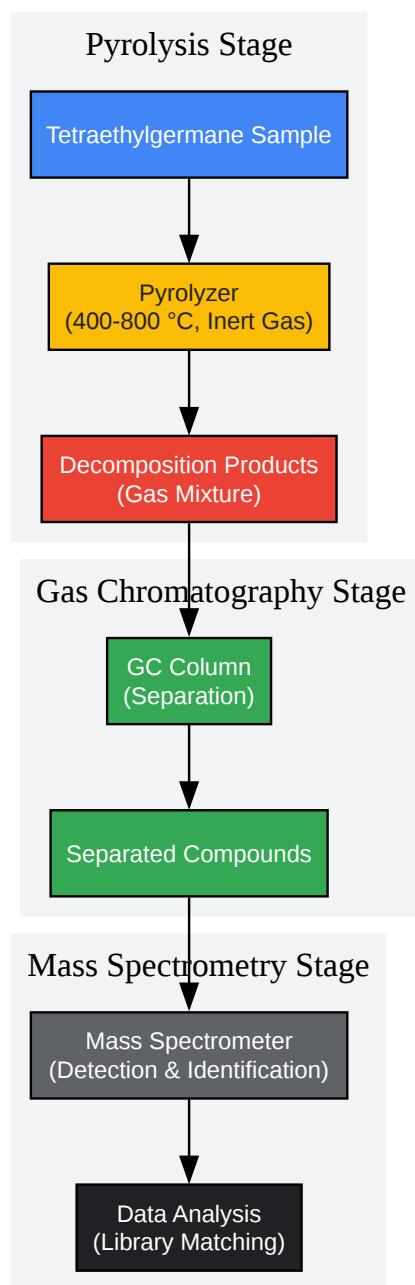 Pyrolysis Stage
Tetraethylgermane Sample
Pyrolyzer
(400-800 °C, Inert Gas)
Decomposition Products
(Gas Mixture)
Gas Chromatography Stage
GC Column
(Separation)
Separated Compounds
Mass Spectrometry Stage
Mass Spectrometer
(Detection & Identification)
Data Analysis
(Library Matching)